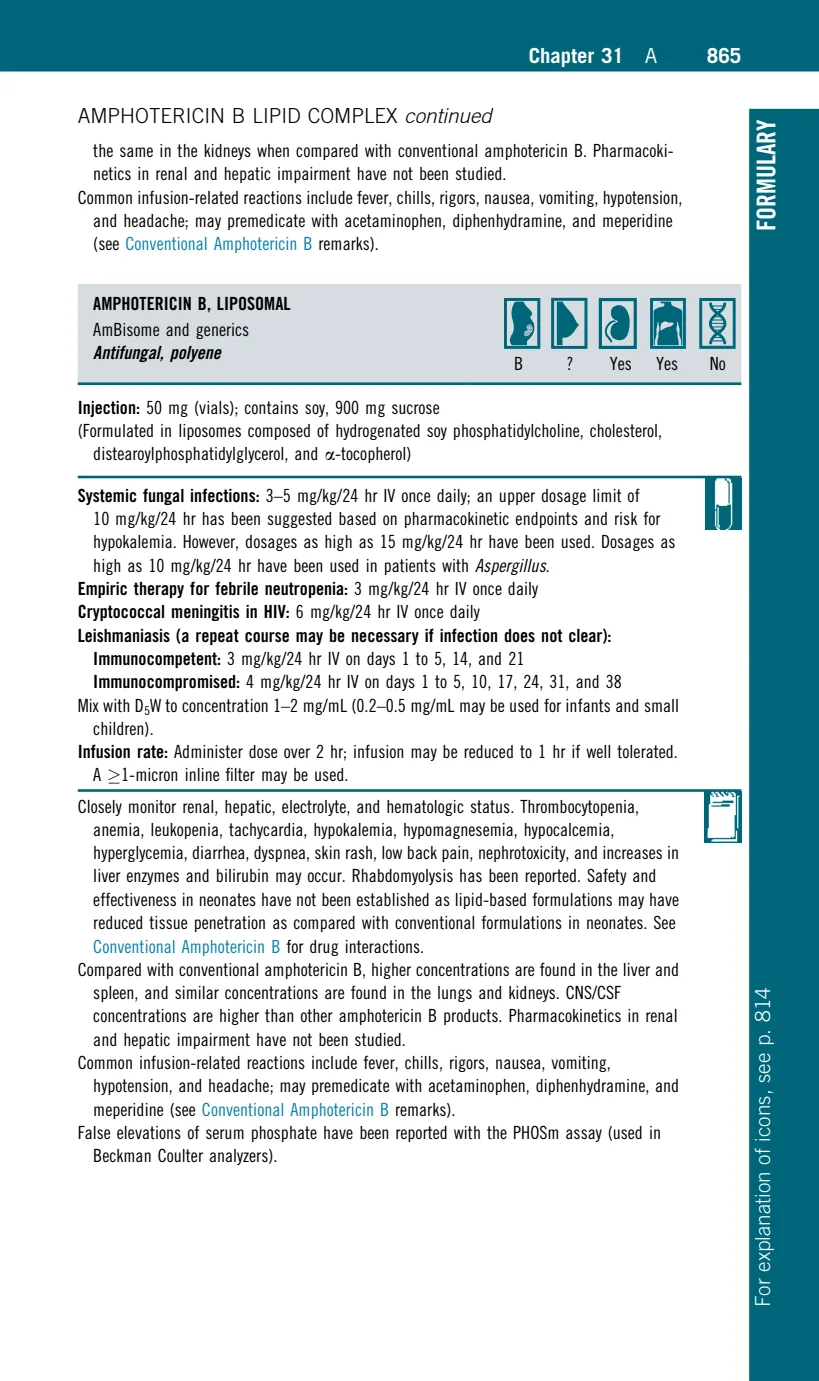 Chapter 31 A 865
AMPHOTERICIN B LIPID COMPLEX continued
the same in the kidneys when compared with conventional amphotericin B. Pharmacoki-
netics in renal and hepatic impairment have not been studied.
Common infusion-related reactions include fever, chills, rigors, nausea, vomiting, hypotension,
and headache; may premedicate with acetaminophen, diphenhydramine, and meperidine
(see Conventional Amphotericin B remarks).
AMPHOTERICIN B, LIPOSOMAL
AmBisome and generics
Antifungal, polyene
B ? Yes Yes No
Injection: 50 mg (vials); contains soy, 900 mg sucrose
(Formulated in liposomes composed of hydrogenated soy phosphatidylcholine, cholesterol,
distearoylphosphatidylglycerol, and α-tocopherol)
Systemic fungal infections: 3–5 mg/kg/24 hr IV once daily; an upper dosage limit of
10 mg/kg/24 hr has been suggested based on pharmacokinetic endpoints and risk for
hypokalemia. However, dosages as high as 15 mg/kg/24 hr have been used. Dosages as
high as 10 mg/kg/24 hr have been used in patients with Aspergillus.
Empiric therapy for febrile neutropenia: 3 mg/kg/24 hr IV once daily
Cryptococcal meningitis in HIV: 6 mg/kg/24 hr IV once daily
Leishmaniasis (a repeat course may be necessary if infection does not clear):
Immunocompetent: 3 mg/kg/24 hr IV on days 1 to 5, 14, and 21
Immunocompromised: 4 mg/kg/24 hr IV on days 1 to 5, 10, 17, 24, 31, and 38
Mix with D5W to concentration 1–2 mg/mL (0.2–0.5 mg/mL may be used for infants and small
children).
Infusion rate: Administer dose over 2 hr; infusion may be reduced to 1 hr if well tolerated.
A ≥1-micron inline filter may be used.
Closely monitor renal, hepatic, electrolyte, and hematologic status. Thrombocytopenia,
anemia, leukopenia, tachycardia, hypokalemia, hypomagnesemia, hypocalcemia,
hyperglycemia, diarrhea, dyspnea, skin rash, low back pain, nephrotoxicity, and increases in
liver enzymes and bilirubin may occur. Rhabdomyolysis has been reported. Safety and
effectiveness in neonates have not been established as lipid-based formulations may have
reduced tissue penetration as compared with conventional formulations in neonates. See
Conventional Amphotericin B for drug interactions.
Compared with conventional amphotericin B, higher concentrations are found in the liver and
spleen, and similar concentrations are found in the lungs and kidneys. CNS/CSF
concentrations are higher than other amphotericin B products. Pharmacokinetics in renal
and hepatic impairment have not been studied.
Common infusion-related reactions include fever, chills, rigors, nausea, vomiting,
hypotension, and headache; may premedicate with acetaminophen, diphenhydramine, and
meperidine (see Conventional Amphotericin B remarks).
False elevations of serum phosphate have been reported with the PHOSm assay (used in
Beckman Coulter analyzers).
FORMULARY
For explanation of icons, see p. 814